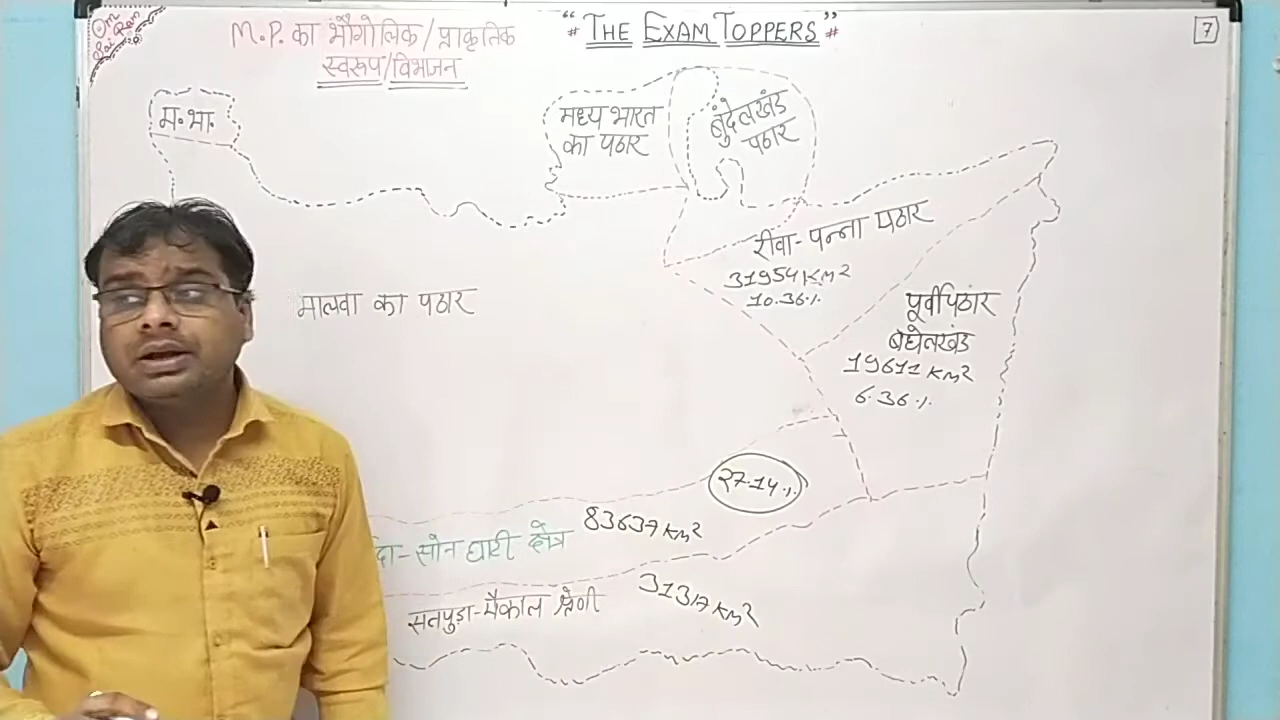 M.P. का भौगोलिक/प्राकृतिक
स्वरूप/विभाजन
"THE EXAM TOPPERS"
7
म.भा.
मध्य भारत
का पठार
बुंदेलखंड
पठार
रीवा-पन्ना पठार
31954 KM2
10.36%
मालवा का पठार
पूर्वी पठार
बघेलखंड
19611 KM2
6.36%
27.14%
दा-सोन घाटी क्षेत्र
83637 KM2
सतपुड़ा-मैकाल श्रेणी
31317 KM2